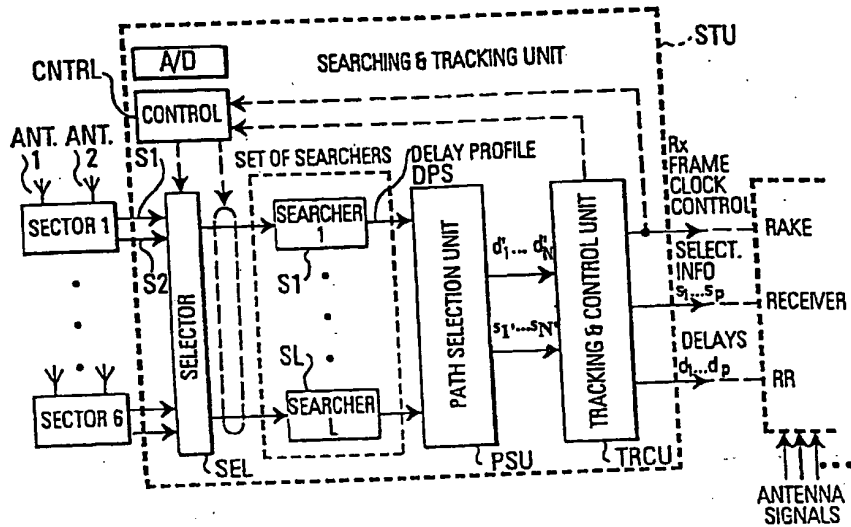 STU
A/D
SEARCHING & TRACKING UNIT
CNTRL
CONTROL
ANT. 1
ANT. 2
S1
SET OF SEARCHERS
DELAY PROFILE
DPS
Rx
FRAME
CLOCK
CONTROL
SECTOR 1
S2
SELECTOR
SEARCHER
1
S1
PATH SELECTION UNIT
d'1... d'N'
s1'...sN'
TRACKING & CONTROL UNIT
RAKE
SELECT.
INFO
s1...sp
RECEIVER
DELAYS
d1...dp
RR
SL
SEARCHER
L
SECTOR 6
SEL
PSU
TRCU
ANTENNA
SIGNALS